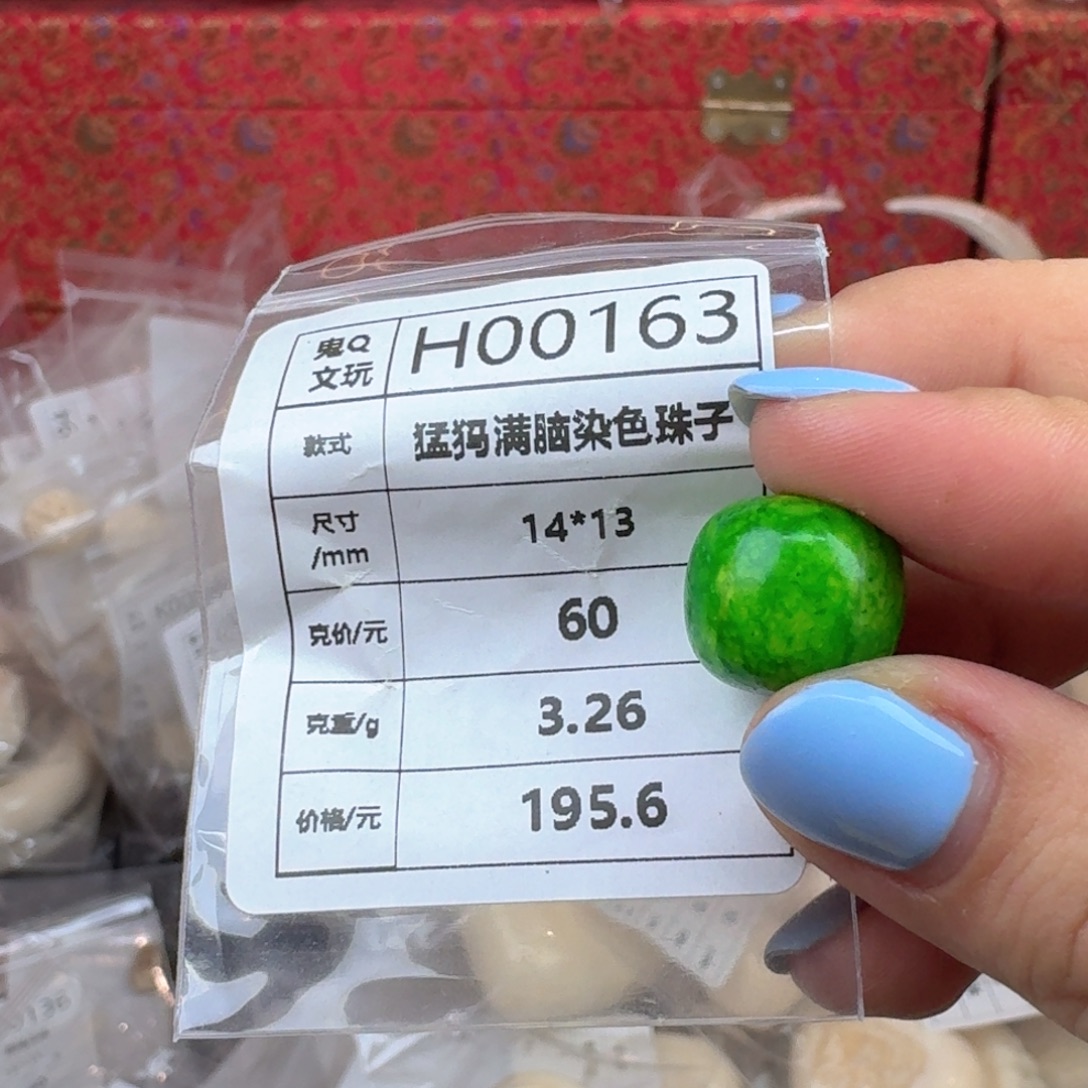 鬼Q
文玩
H00163
款式
猛犸满脑染色珠子
尺寸
/mm
14*13
克价/元
60
克重/g
3.26
价格/元
195.6